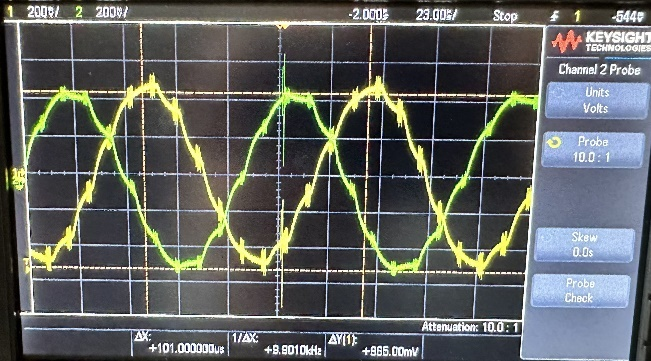 1 200V/ 2 200V/ -2.000s 23.00s/ Stop 1 -544
KEYSIGHT
TECHNOLOGIES
Channel 2 Probe
Units
Volts
Probe
10.0 : 1
Skew
0.0s
Probe
Check
Attenuation: 10.0 : 1
ΔX:
+101.000000us
1/ΔX:
+9.9010kHz
ΔY(1):
+865.00mV